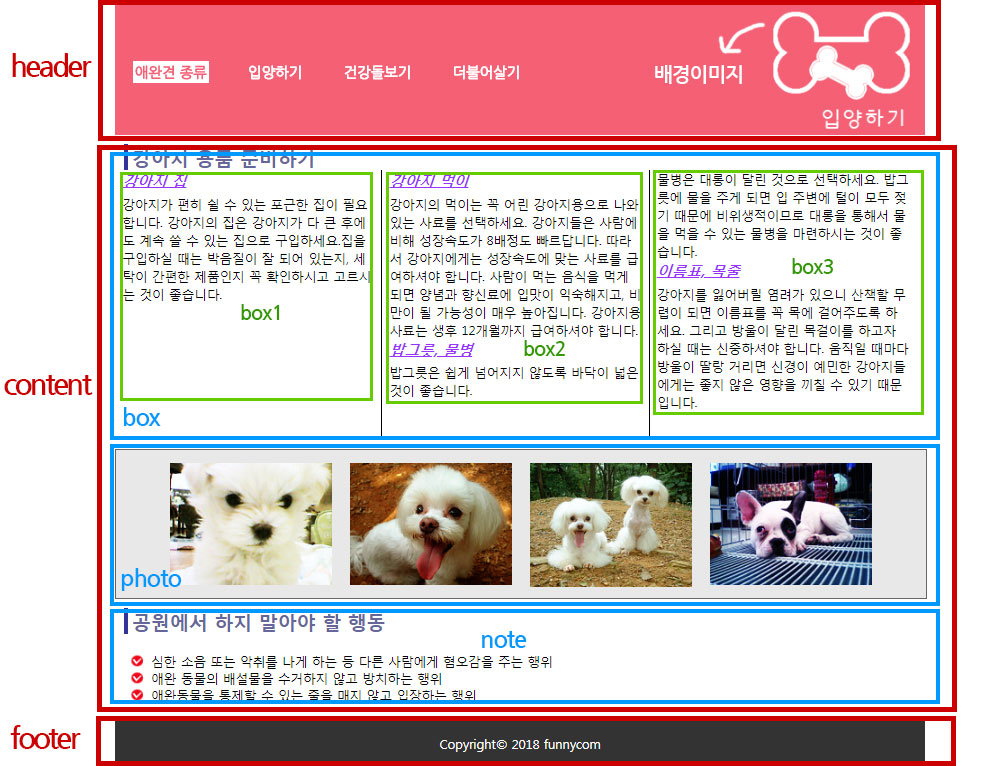 header
애완견 종류 입양하기 건강돌보기 더불어살기 배경이미지
입양하기
강아지 용품 준비하기
강아지 집
강아지가 편히 쉴 수 있는 포근한 집이 필요
합니다. 강아지의 집은 강아지가 다 큰 후에
도 계속 쓸 수 있는 집으로 구입하세요.집을
구입하실 때는 박음질이 잘 되어 있는지, 세
탁이 간편한 제품인지 꼭 확인하시고 고르시
는 것이 좋습니다.
box1
강아지 먹이
강아지의 먹이는 꼭 어린 강아지용으로 나와
있는 사료를 선택하세요. 강아지들은 사람에
비해 성장속도가 8배정도 빠르답니다. 따라
서 강아지에게는 성장속도에 맞는 사료를 급
여하셔야 합니다. 사람이 먹는 음식을 먹게
되면 양념과 향신료에 입맛이 익숙해지고, 비
만이 될 가능성이 매우 높아집니다. 강아지용
사료는 생후 12개월까지 급여하셔야 합니다.
밥그릇, 물병
box2
밥그릇은 쉽게 넘어지지 않도록 바닥이 넓은
것이 좋습니다.
물병은 대롱이 달린 것으로 선택하세요. 밥그
릇에 물을 주게 되면 입 주변에 털이 모두 젖
기 때문에 비위생적이므로 대롱을 통해서 물
을 먹을 수 있는 물병을 마련하시는 것이 좋
습니다.
이름표, 목줄
box3
강아지를 잃어버릴 염려가 있으니 산책할 무
렵이 되면 이름표를 꼭 목에 걸어주도록 하
세요. 그리고 방울이 달린 목걸이를 하고자
하실 때는 신중하셔야 합니다. 움직일 때마다
방울이 딸랑 거리면 신경이 예민한 강아지들
에게는 좋지 않은 영향을 끼칠 수 있기 때문
입니다.
content
box
photo
공원에서 하지 말아야 할 행동
note
심한 소음 또는 악취를 나게 하는 등 다른 사람에게 혐오감을 주는 행위
애완 동물의 배설물을 수거하지 않고 방치하는 행위
애완동물을 통제할 수 있는 줄을 매지 않고 입장하는 행위
footer
Copyright© 2018 funnycom